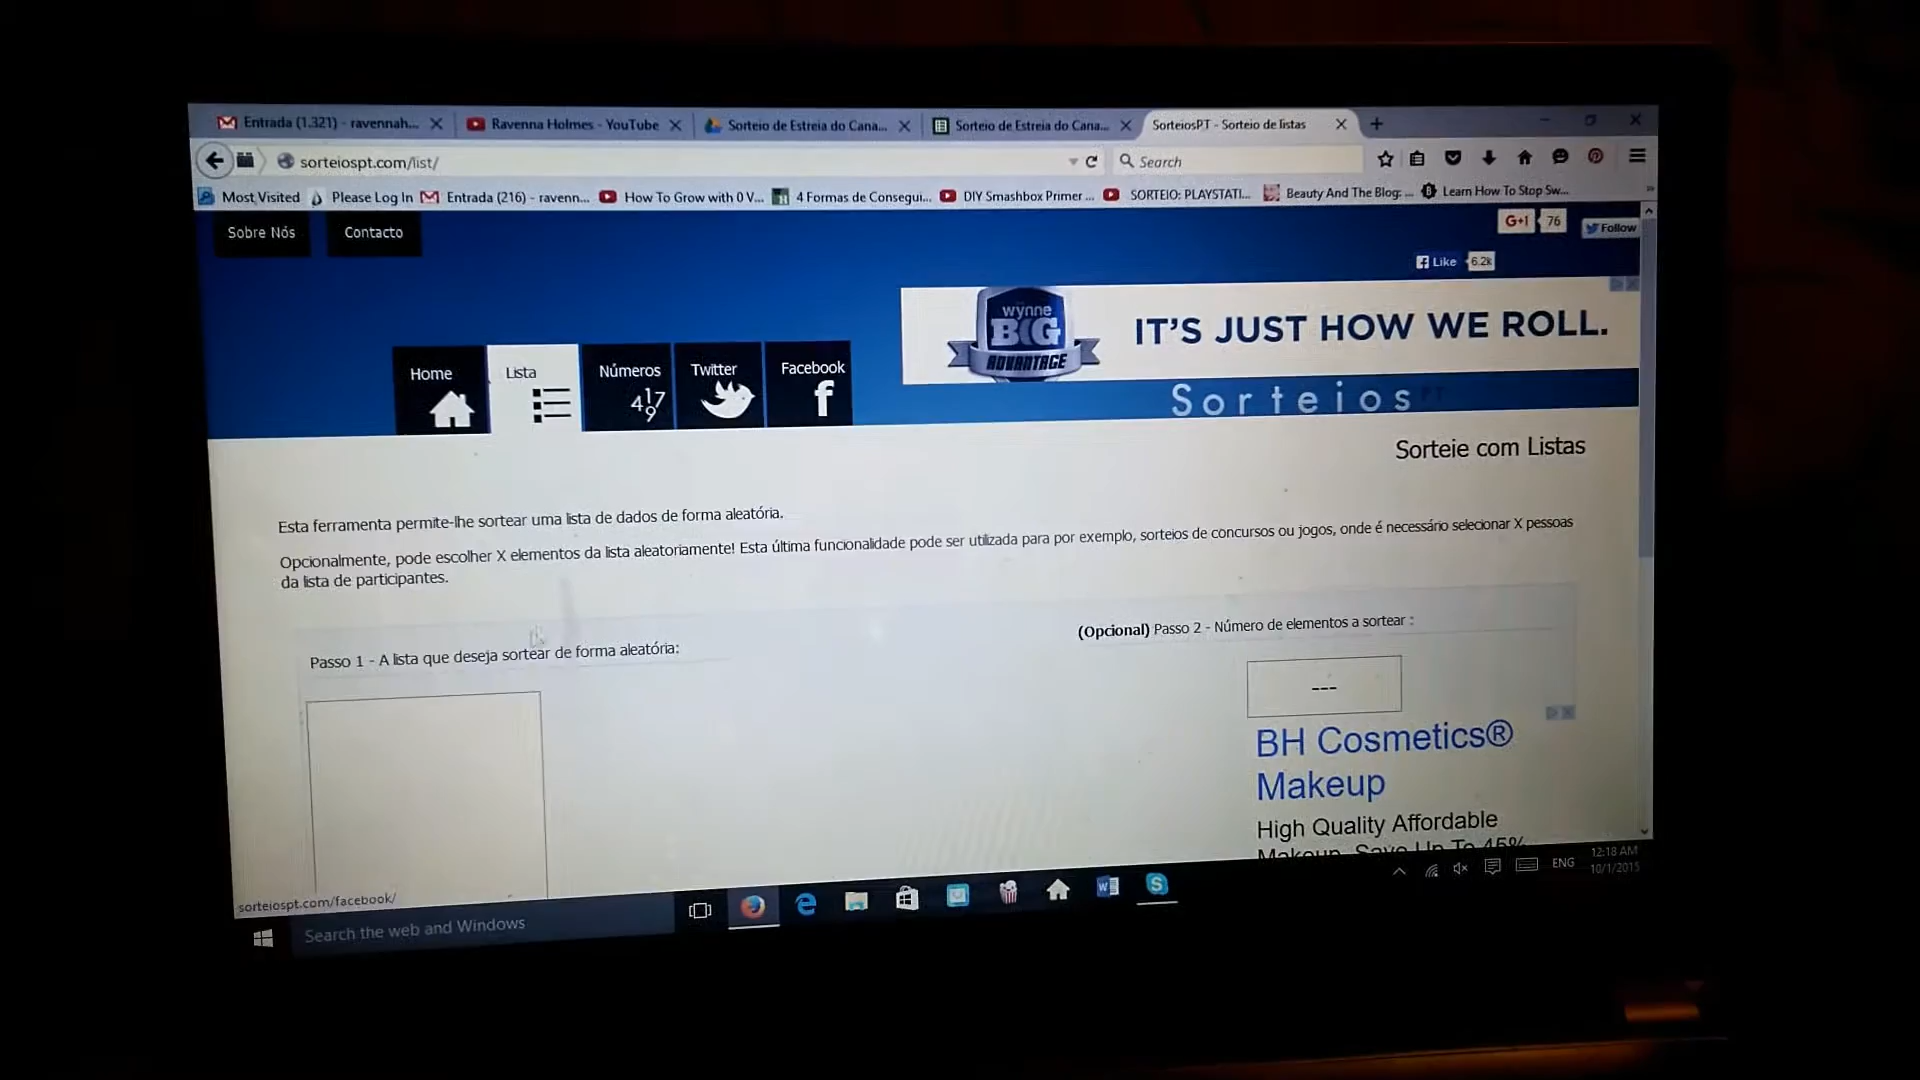 Entrada (1.321) - ravennah...
Ravenna Holmes - YouTube
Sorteio de Estreia do Cana...
Sorteio de Estreia do Cana...
SorteiosPT - Sorteio de listas
sorteiospt.com/list/
Search
Most Visited
Please Log In
Entrada (216) - ravenn...
How To Grow with 0 V...
4 Formas de Consegui...
DIY Smashbox Primer ...
SORTEIO: PLAYSTATI...
Beauty And The Blog: ...
Learn How To Stop Sw...
Sobre Nós
Contacto
G+1
76
Follow
Like
6.2k
wynne
BIG
ADVANTAGE
IT'S JUST HOW WE ROLL.
Home
Lista
Números
417
9
Twitter
Facebook
Sorteios
Sorteie com Listas
Esta ferramenta permite-lhe sortear uma lista de dados de forma aleatória.
Opcionalmente, pode escolher X elementos da lista aleatoriamente! Esta última funcionalidade pode ser utilizada para por exemplo, sorteios de concursos ou jogos, onde é necessário selecionar X pessoas
da lista de participantes.
Passo 1 - A lista que deseja sortear de forma aleatória:
(Opcional) Passo 2 - Número de elementos a sortear :
---
BH Cosmetics®
Makeup
High Quality Affordable
Makeup. Save Up To 45%
sorteiospt.com/facebook/
Search the web and Windows
ENG
12:18 AM
10/1/2015